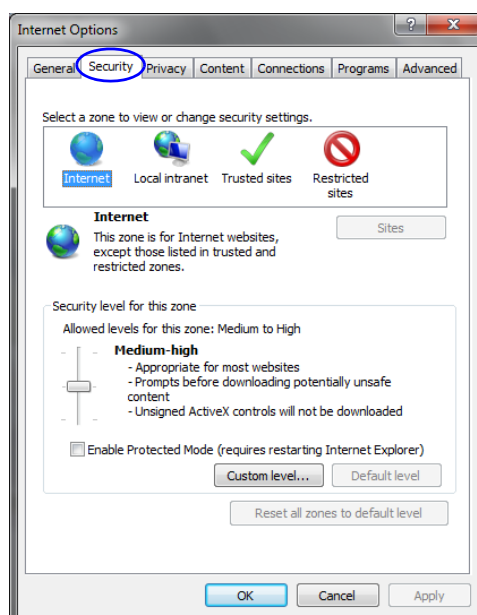 Internet Options
?
X
General Security Privacy Content Connections Programs Advanced
Select a zone to view or change security settings.
Internet Local intranet Trusted sites Restricted
sites
Internet
Sites
This zone is for Internet websites,
except those listed in trusted and
restricted zones.
Security level for this zone
Allowed levels for this zone: Medium to High
Medium-high
- Appropriate for most websites
- Prompts before downloading potentially unsafe
content
- Unsigned ActiveX controls will not be downloaded
Enable Protected Mode (requires restarting Internet Explorer)
Custom level... Default level
Reset all zones to default level
OK Cancel Apply